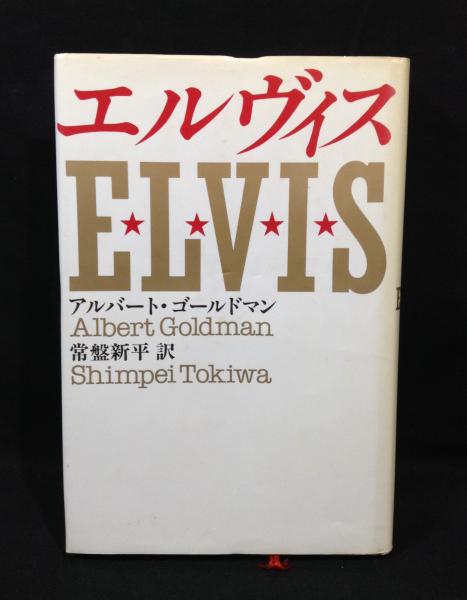 エルヴィス
E★L★V★I★S
アルバート・ゴールドマン
Albert Goldman
常盤新平 訳
Shimpei Tokiwa